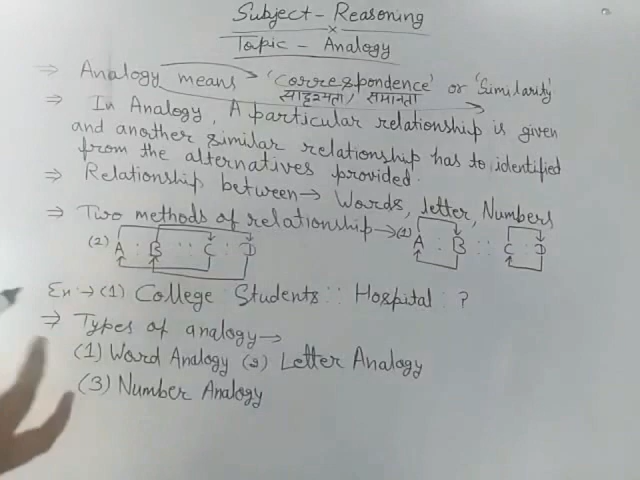 Subject - Reasoning
×
Topic - Analogy
⇒ Analogy means → 'Correspondence' or 'Similarity'
सादृश्यता / समानता
⇒ In Analogy, A particular relationship is given
and another similar relationship has to identified
from the alternatives provided.
⇒ Relationship between → Words, letter, Numbers
⇒ Two methods of relationship → (1) A : B :: C : D
(2) A : B :: C : D
Ex: → (1) College : Students :: Hospital : ?
⇒ Types of analogy →
(1) Word Analogy (2) Letter Analogy
(3) Number Analogy